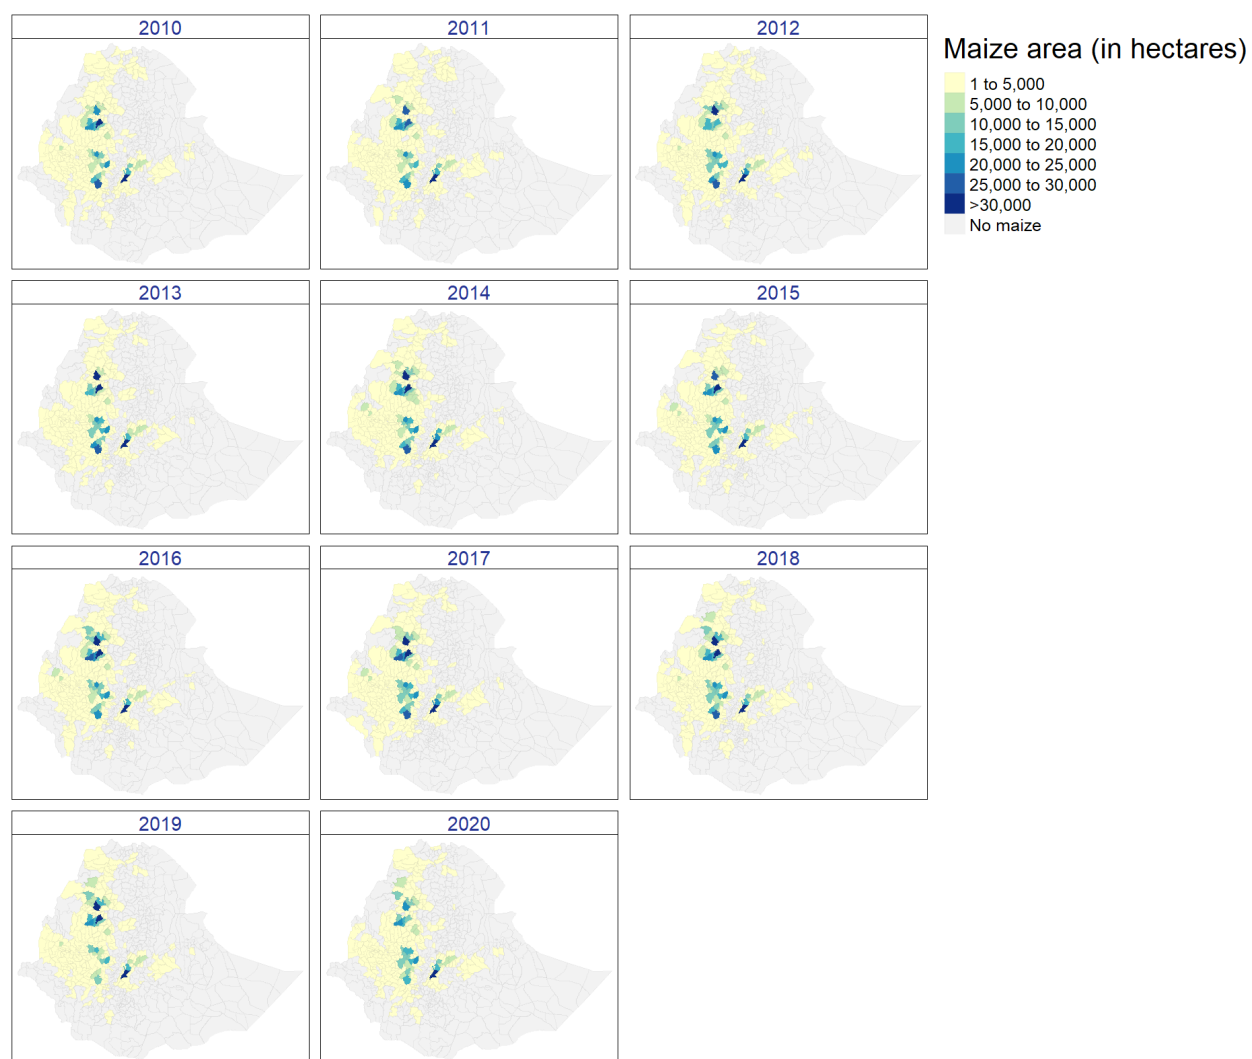 2010
2011
2012
Maize area (in hectares)
1 to 5,000
5,000 to 10,000
10,000 to 15,000
15,000 to 20,000
20,000 to 25,000
25,000 to 30,000
>30,000
No maize
2013
2014
2015
2016
2017
2018
2019
2020